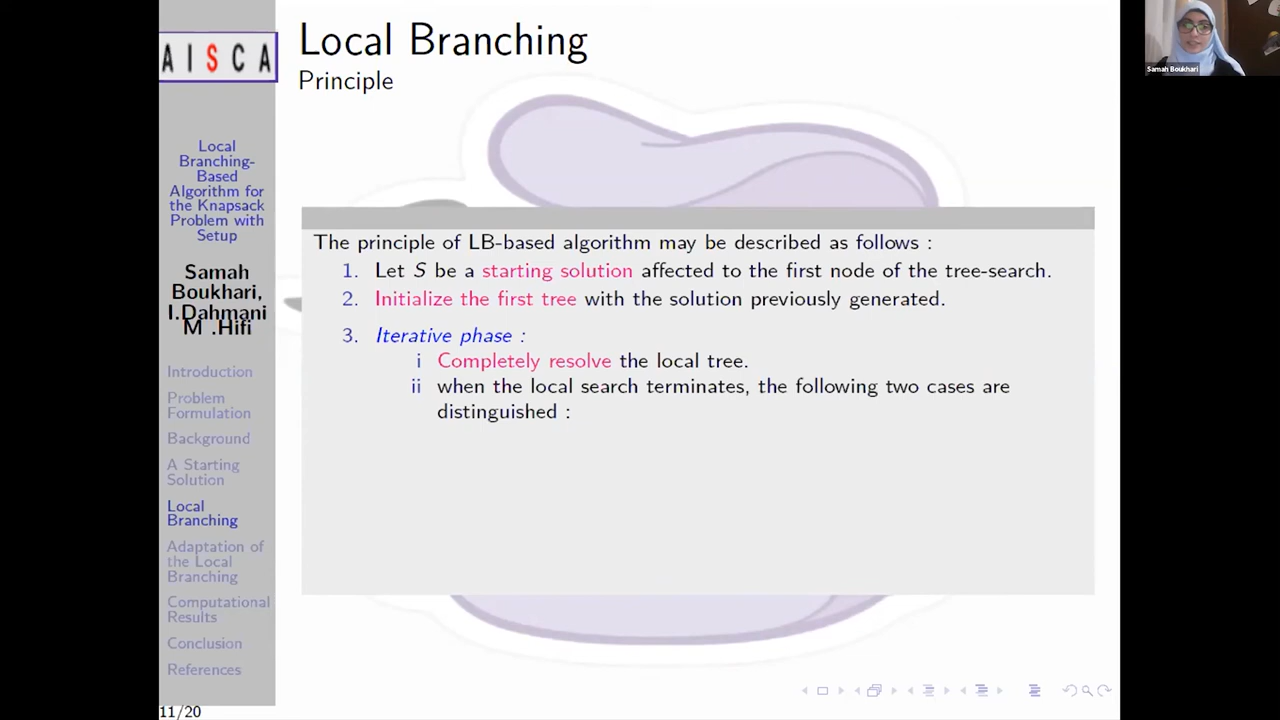 AISCA
Local
Branching-
Based
Algorithm for
the Knapsack
Problem with
Setup
Samah
Boukhari,
I.Dahmani
M .Hifi
Introduction
Problem
Formulation
Background
A Starting
Solution
Local
Branching
Adaptation of
the Local
Branching
Computational
Results
Conclusion
References
11/20
Local Branching
Principle
The principle of LB-based algorithm may be described as follows :
1. Let S be a starting solution affected to the first node of the tree-search.
2. Initialize the first tree with the solution previously generated.
3. Iterative phase :
i Completely resolve the local tree.
ii when the local search terminates, the following two cases are
distinguished :
Samah Boukhari